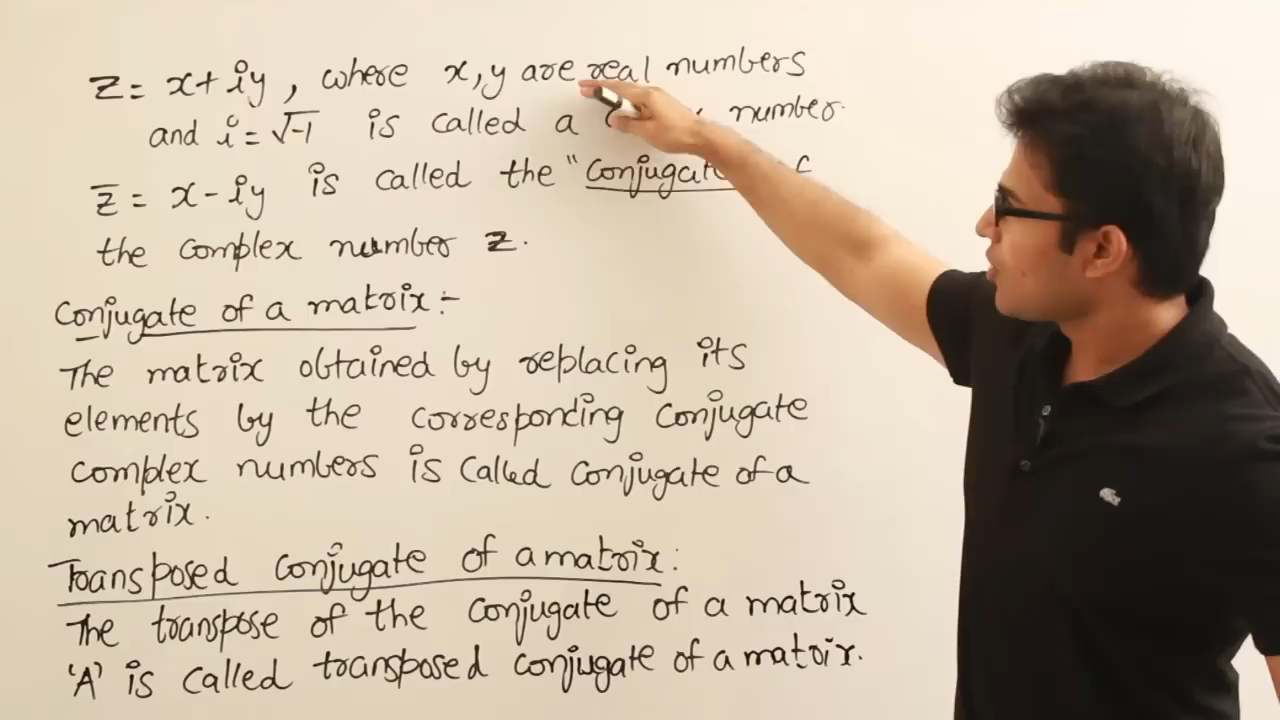 z = x + iy, where x, y are real numbers
and i = √-1 is called a number.
z̅ = x - iy is called the "Conjugat
the complex number z.
Conjugate of a matrix :-
The matrix obtained by replacing its
elements by the corresponding conjugate
complex numbers is called conjugate of a
matrix.
Transposed conjugate of a matrix :
The transpose of the conjugate of a matrix
'A' is called transposed conjugate of a matrix.